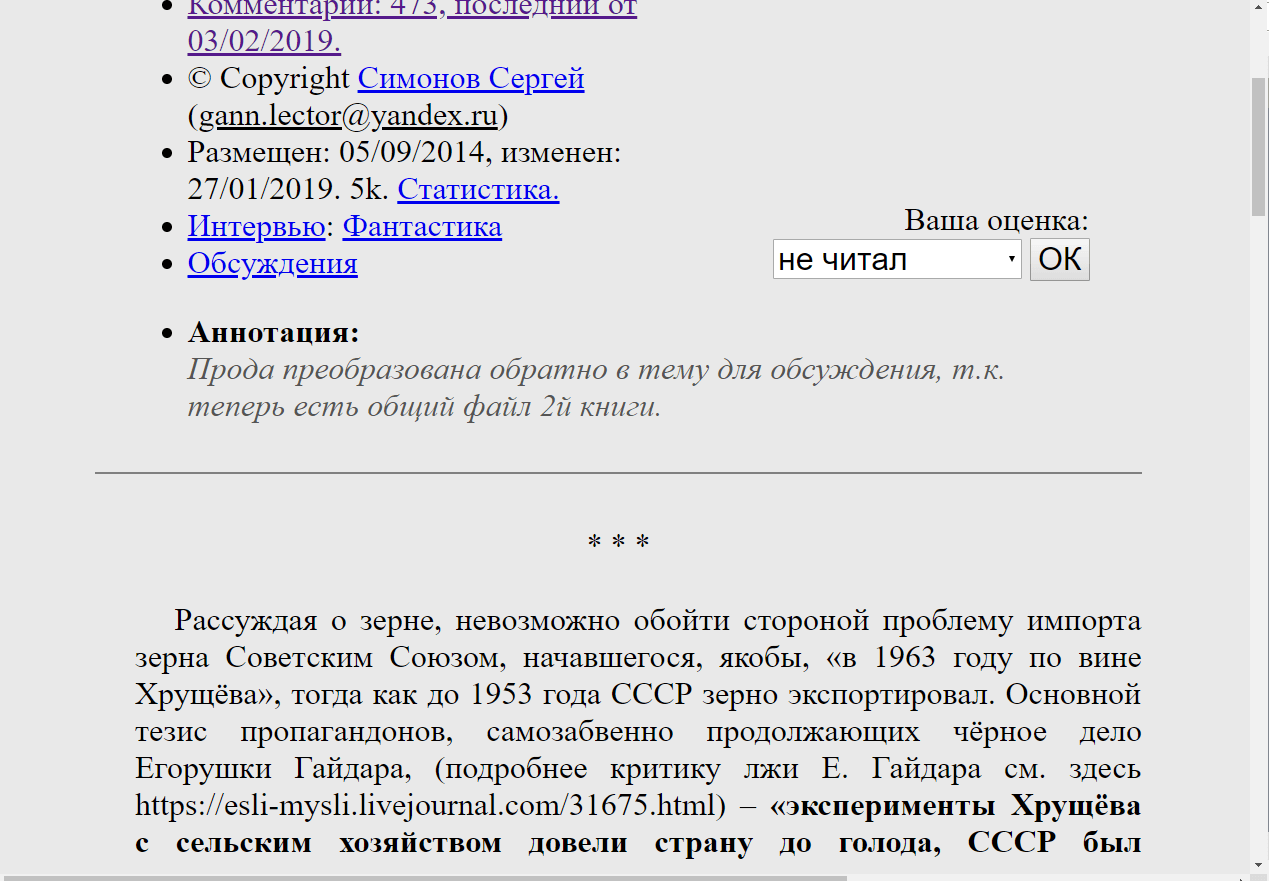 Комментарии: 473, последний от
03/02/2019.
© Copyright Симонов Сергей
(gann.lector@yandex.ru)
Размещен: 05/09/2014, изменен:
27/01/2019. 5k. Статистика.
Интервью: Фантастика
Обсуждения
Ваша оценка:
не читал OK
Аннотация:
Прода преобразована обратно в тему для обсуждения, т.к.
теперь есть общий файл 2й книги.
* * *
Рассуждая о зерне, невозможно обойти стороной проблему импорта
зерна Советским Союзом, начавшегося, якобы, «в 1963 году по вине
Хрущёва», тогда как до 1953 года СССР зерно экспортировал. Основной
тезис пропагандонов, самозабвенно продолжающих чёрное дело
Егорушки Гайдара, (подробнее критику лжи Е. Гайдара см. здесь
https://esli-mysli.livejournal.com/31675.html) – «эксперименты Хрущёва
с сельским хозяйством довели страну до голода, СССР был